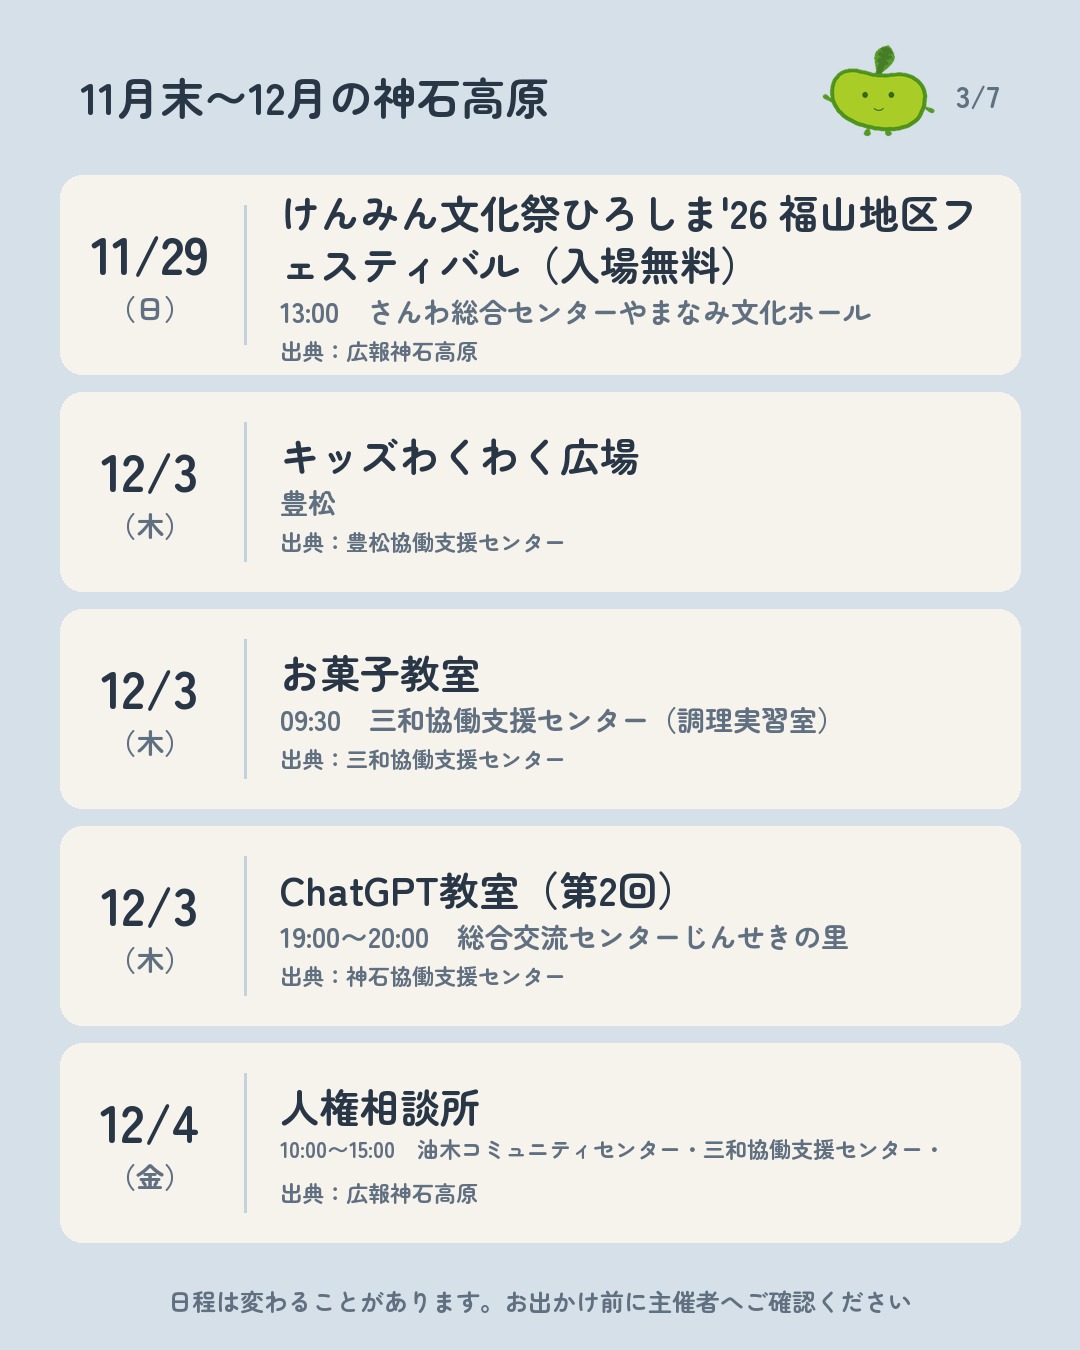 11月末〜12月の神石高原
3/7
11/29
（日）
けんみん文化祭ひろしま'26 福山地区フ
ェスティバル（入場無料）
13:00　さんわ総合センターやまなみ文化ホール
出典：広報神石高原
12/3
（木）
キッズわくわく広場
豊松
出典：豊松協働支援センター
12/3
（木）
お菓子教室
09:30　三和協働支援センター（調理実習室）
出典：三和協働支援センター
12/3
（木）
ChatGPT教室（第2回）
19:00〜20:00　総合交流センターじんせきの里
出典：神石協働支援センター
12/4
（金）
人権相談所
10:00〜15:00　油木コミュニティセンター・三和協働支援センター・
出典：広報神石高原
日程は変わることがあります。お出かけ前に主催者へご確認ください